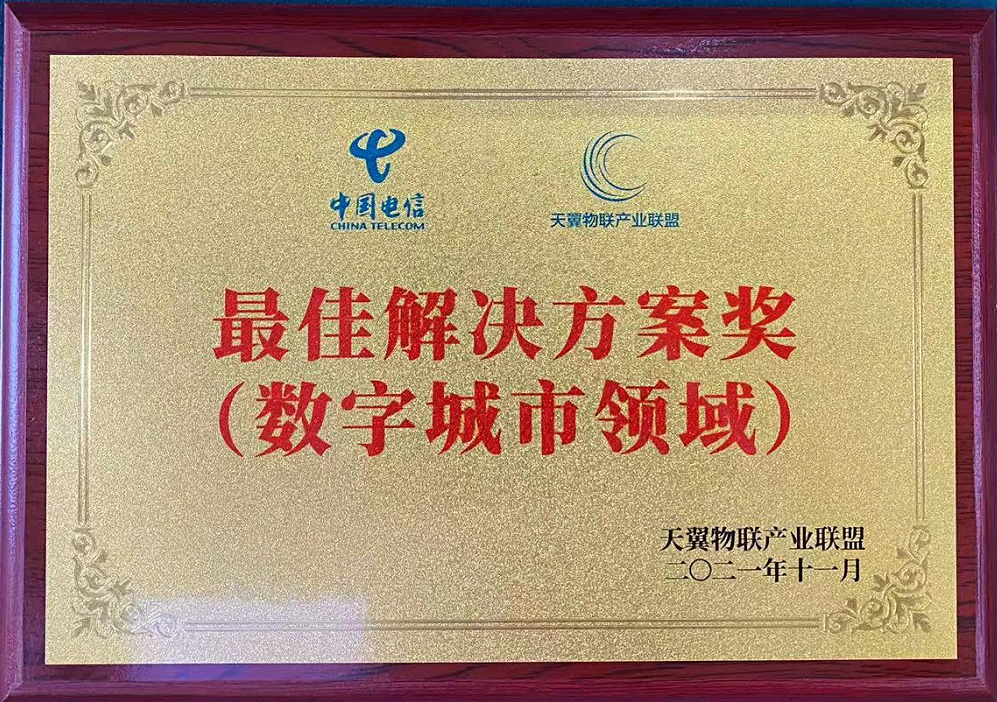 中国电信
CHINA TELECOM
天翼物联产业联盟
最佳解决方案奖
（数字城市领域）
天翼物联产业联盟
二〇二一年十一月